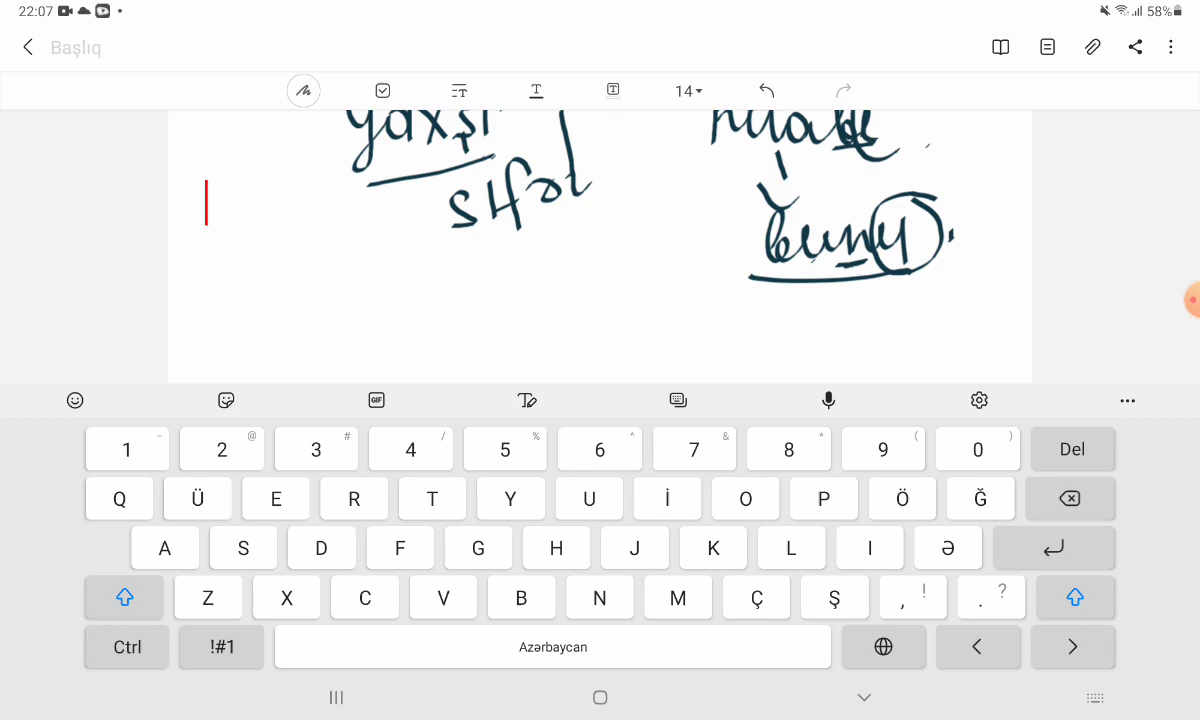 22:07 58%
Başlıq
14
yaxşı
sifət
bunu
GIF
1 - 2 @ 3 # 4 / 5 % 6 ^ 7 & 8 * 9 ( 0 ) Del
Q Ü E R T Y U İ O P Ö Ğ
A S D F G H J K L I Ə
Z X C V B N M Ç Ş , ! . ?
Ctrl !#1 Azərbaycan < >